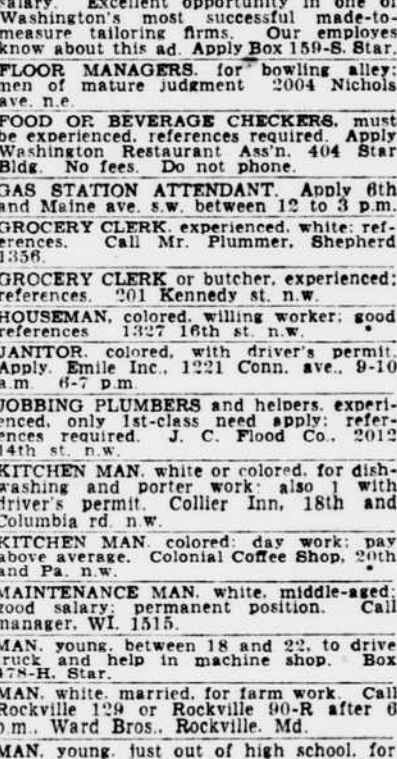 salary. Excellent opportunity in one of
Washington's most successful made-to-
measure tailoring firms. Our employes
know about this ad. Apply Box 159-S. Star.
FLOOR MANAGERS. for bowling alley;
men of mature judgment 2004 Nichols
ave. n.e.
FOOD OR BEVERAGE CHECKERS, must
be experienced, references required. Apply
Washington Restaurant Ass'n, 404 Star
Bldg. No fees. Do not phone.
GAS STATION ATTENDANT. Apply 6th
and Maine ave. s.w. between 12 to 3 p.m.
GROCERY CLERK, experienced, white; ref-
erences. Call Mr. Plummer, Shepherd
1356.
GROCERY CLERK or butcher, experienced;
references. 201 Kennedy st. n.w.
HOUSEMAN, colored, willing worker; good
references 1327 16th st. n.w. *
JANITOR, colored, with driver's permit.
Apply. Emile Inc., 1221 Conn. ave., 9-10
a.m. 6-7 p.m.
JOBBING PLUMBERS and helpers, experi-
enced, only 1st-class need apply; refer-
ences required. J. C. Flood Co., 2012
14th st. n.w.
KITCHEN MAN, white or colored, for dish-
washing and porter work; also 1 with
driver's permit. Collier Inn, 18th and
Columbia rd. n.w.
KITCHEN MAN. colored; day work; pay
above average. Colonial Coffee Shop, 20th
and Pa. n.w. *
MAINTENANCE MAN, white, middle-aged;
good salary; permanent position. Call
manager, WI. 1515.
MAN, young, between 18 and 22, to drive
truck and help in machine shop. Box
478-H. Star.
MAN, white, married, for farm work. Call
Rockville 129 or Rockville 90-R after 6
p.m., Ward Bros., Rockville, Md.
MAN, young, just out of high school, for